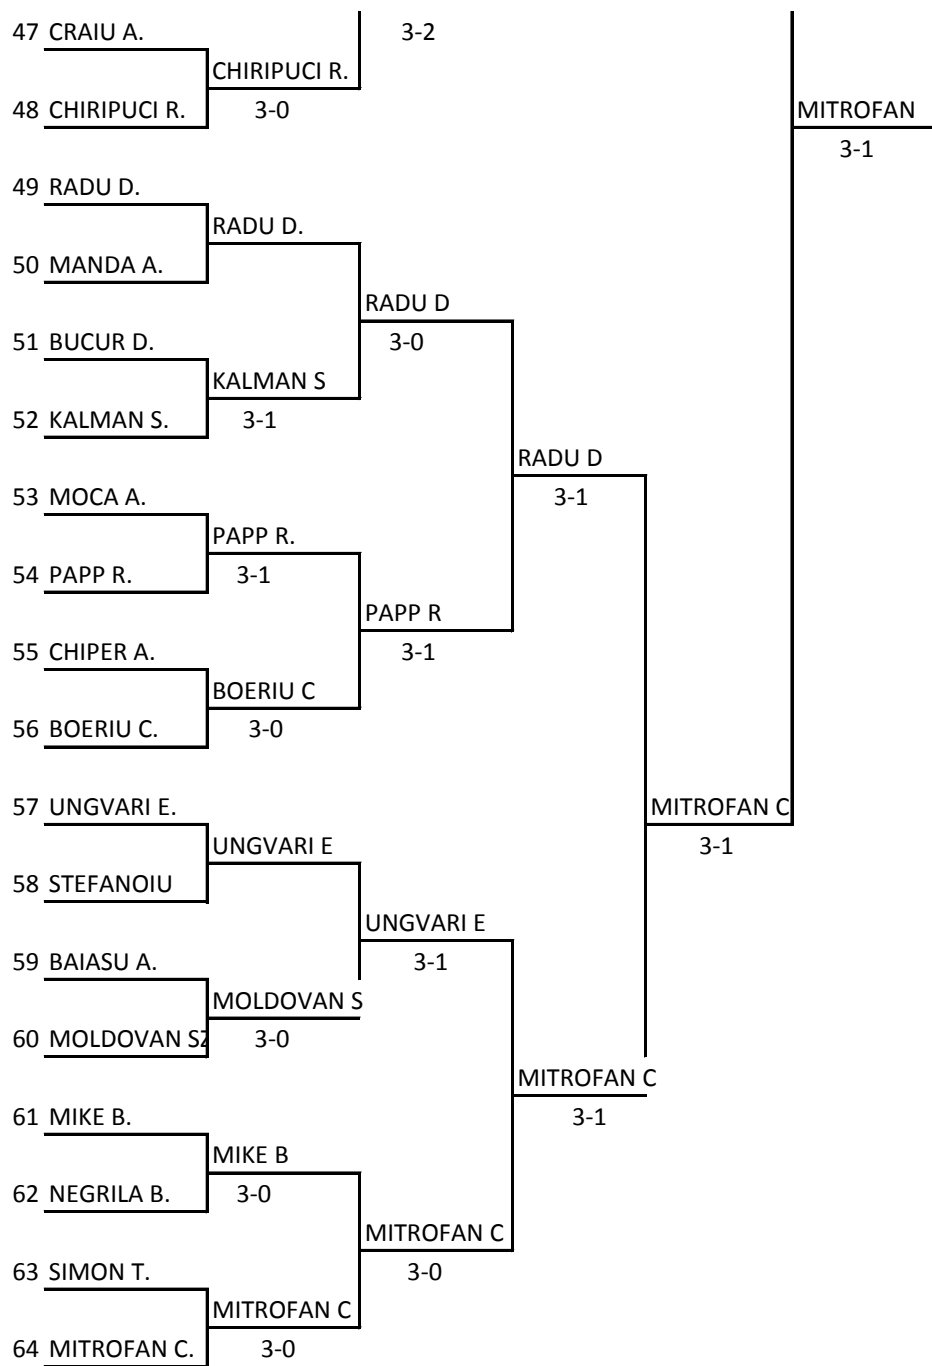 47 CRAIU A.
3-2
CHIRIPUCI R.
48 CHIRIPUCI R.
3-0
MITROFAN
3-1
49 RADU D.
RADU D.
50 MANDA A.
RADU D
51 BUCUR D.
3-0
KALMAN S
52 KALMAN S.
3-1
RADU D
53 MOCA A.
3-1
PAPP R.
54 PAPP R.
3-1
PAPP R
55 CHIPER A.
3-1
BOERIU C
56 BOERIU C.
3-0
57 UNGVARI E.
MITROFAN C
UNGVARI E
3-1
58 STEFANOIU
UNGVARI E
59 BAIASU A.
3-1
MOLDOVAN S
60 MOLDOVAN SZ
3-0
MITROFAN C
61 MIKE B.
3-1
MIKE B
62 NEGRILA B.
3-0
MITROFAN C
63 SIMON T.
3-0
MITROFAN C
64 MITROFAN C.
3-0